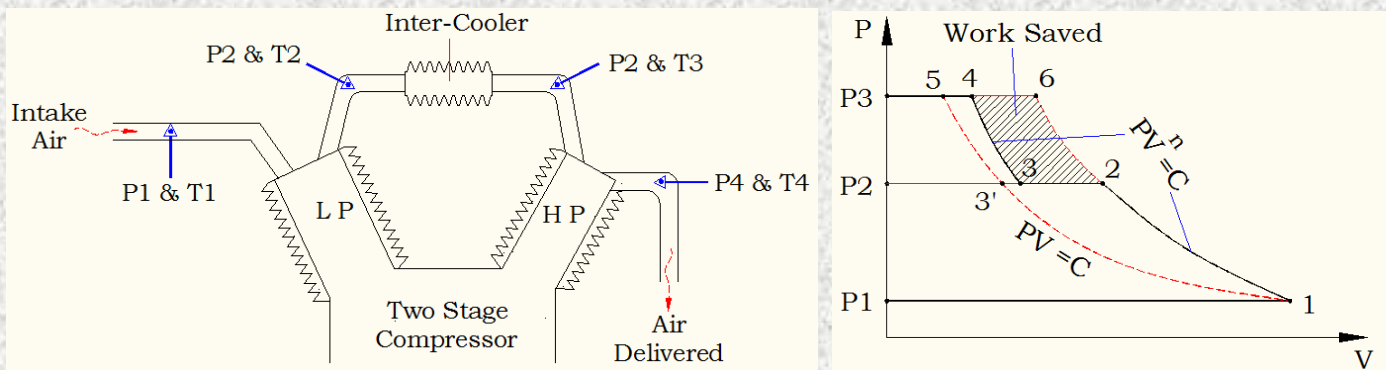 Inter-Cooler
P2 & T2
P2 & T3
Intake
Air
P1 & T1
P4 & T4
L P
H P
Two Stage
Compressor
Air
Delivered
P
Work Saved
5
4
6
P3
PVⁿ=C
P2
3'
3
2
PV =C
P1
1
V